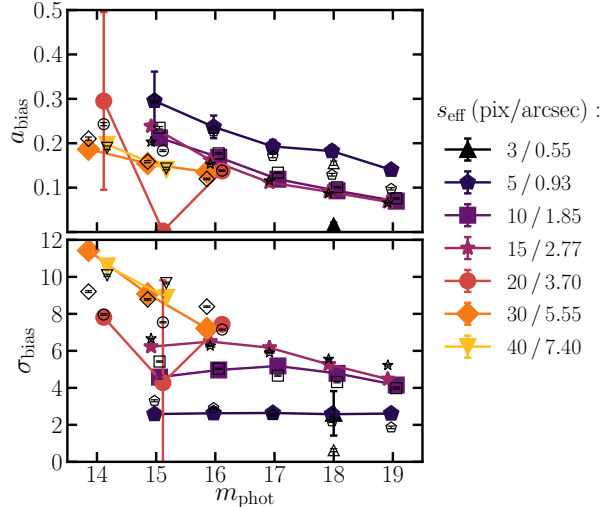 0.5
0.4
0.3
0.2
0.1
a_bias
12
10
8
6
4
2
0
σ_bias
14 15 16 17 18 19
m_phot
s_eff (pix/arcsec) :
3 / 0.55
5 / 0.93
10 / 1.85
15 / 2.77
20 / 3.70
30 / 5.55
40 / 7.40